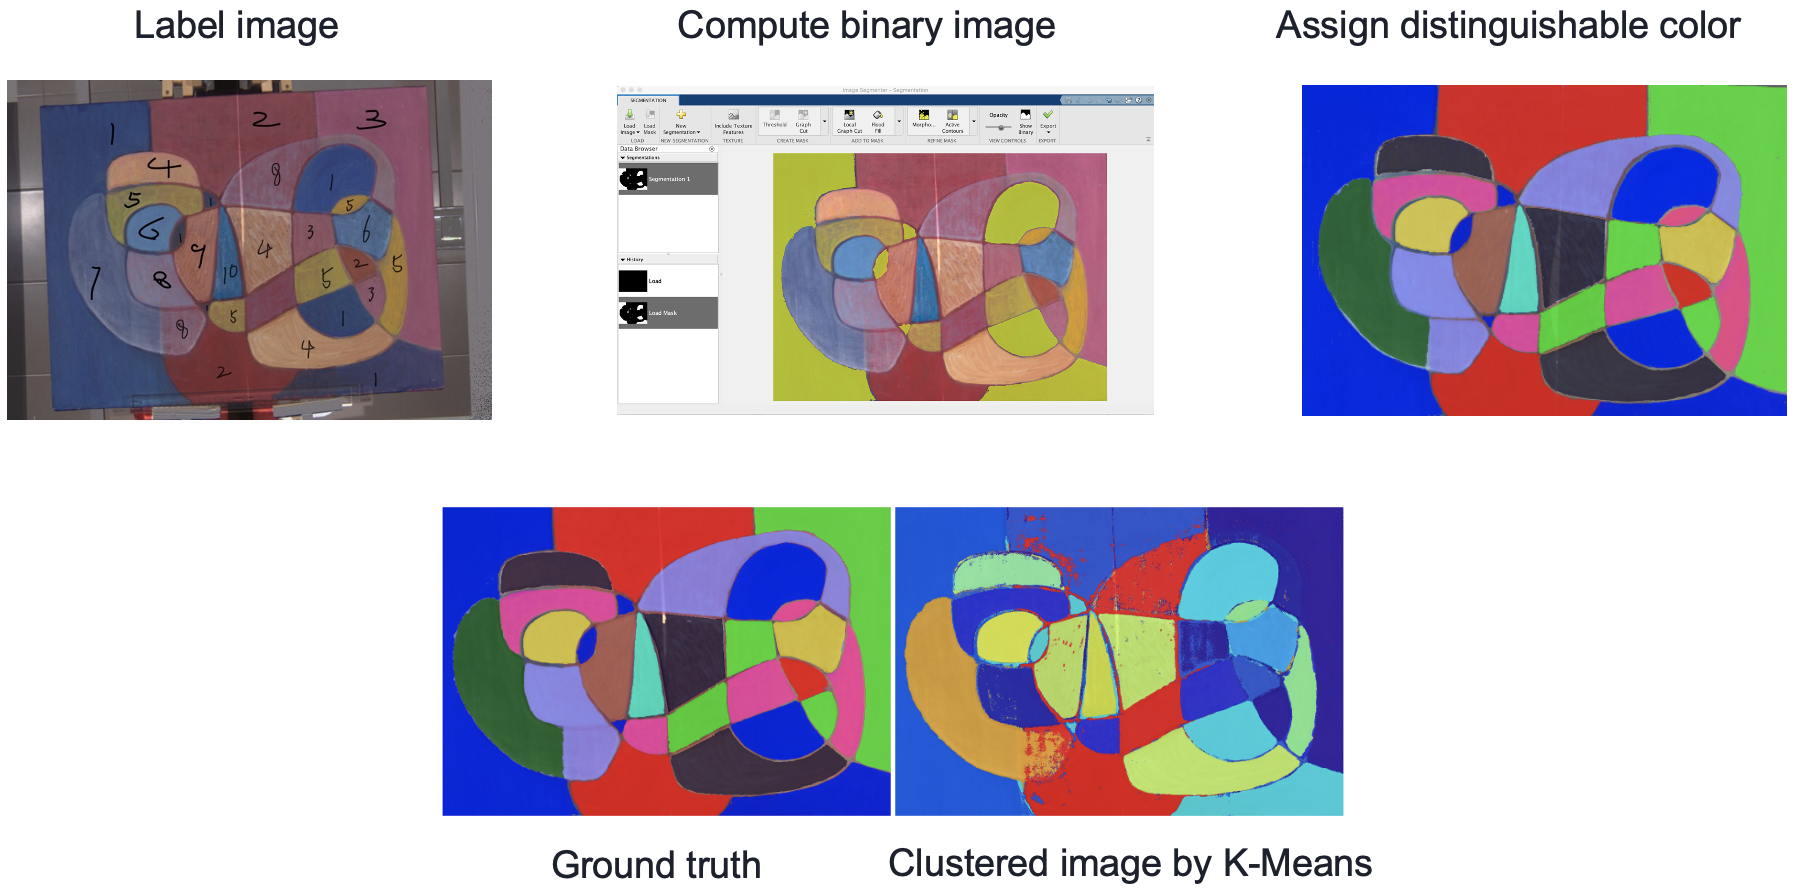 Label image
Compute binary image
Assign distinguishable color
1
2
3
4
8
1
5
1
5
6
1
9
10
4
3
6
7
8
5
2
5
3
8
5
1
4
2
1
Image Segmenter - Segmentation
SEGMENTATION
Load Image
Load Mask
New Segmentation
Include Texture Features
Threshold
Graph Cut
Local Graph Cut
Flood Fill
Morpho...
Active Contours
Opacity
Show Binary
Export
LOAD
NEW SEGMENTATION
TEXTURE
CREATE MASK
ADD TO MASK
REFINE MASK
VIEW CONTROLS
EXPORT
Data Browser
Segmentations
Segmentation 1
History
Load
Load Mask
Ground truth
Clustered image by K-Means